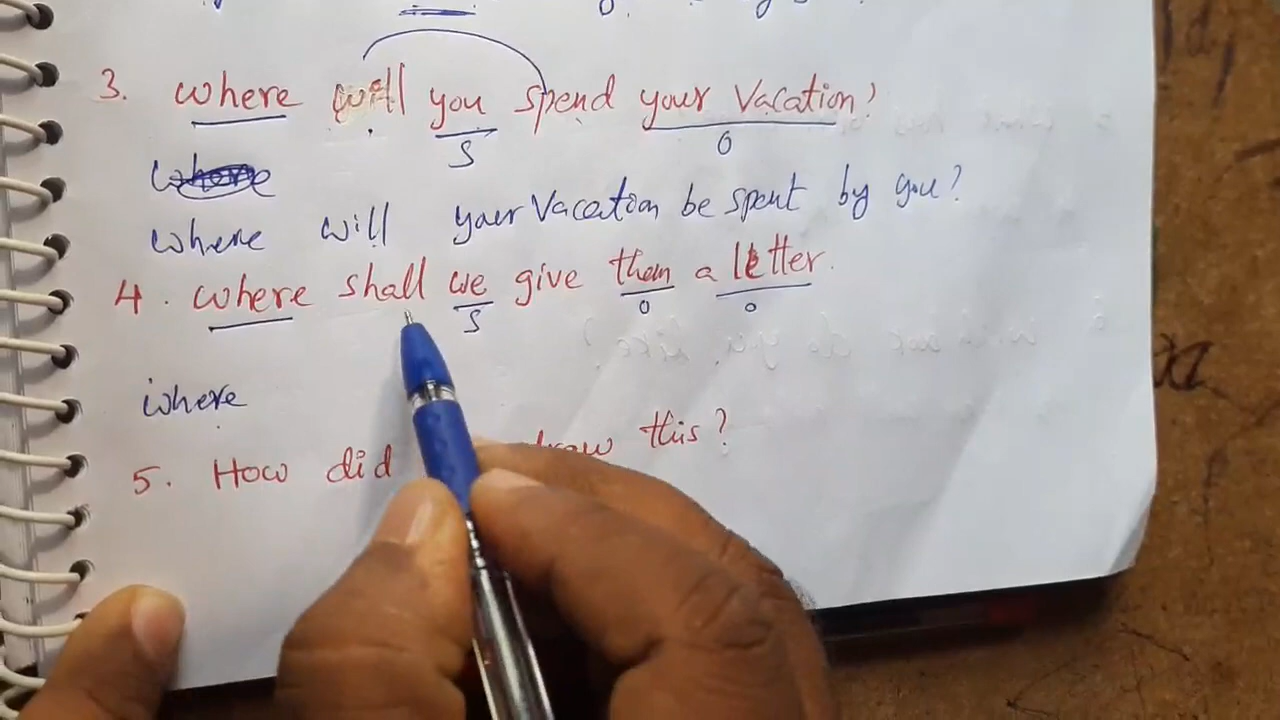 3. where will you spend your vacation?
S
O
where will your vacation be spent by you?
4. where shall we give them a letter.
S
O
O
where
5. How did draw this?